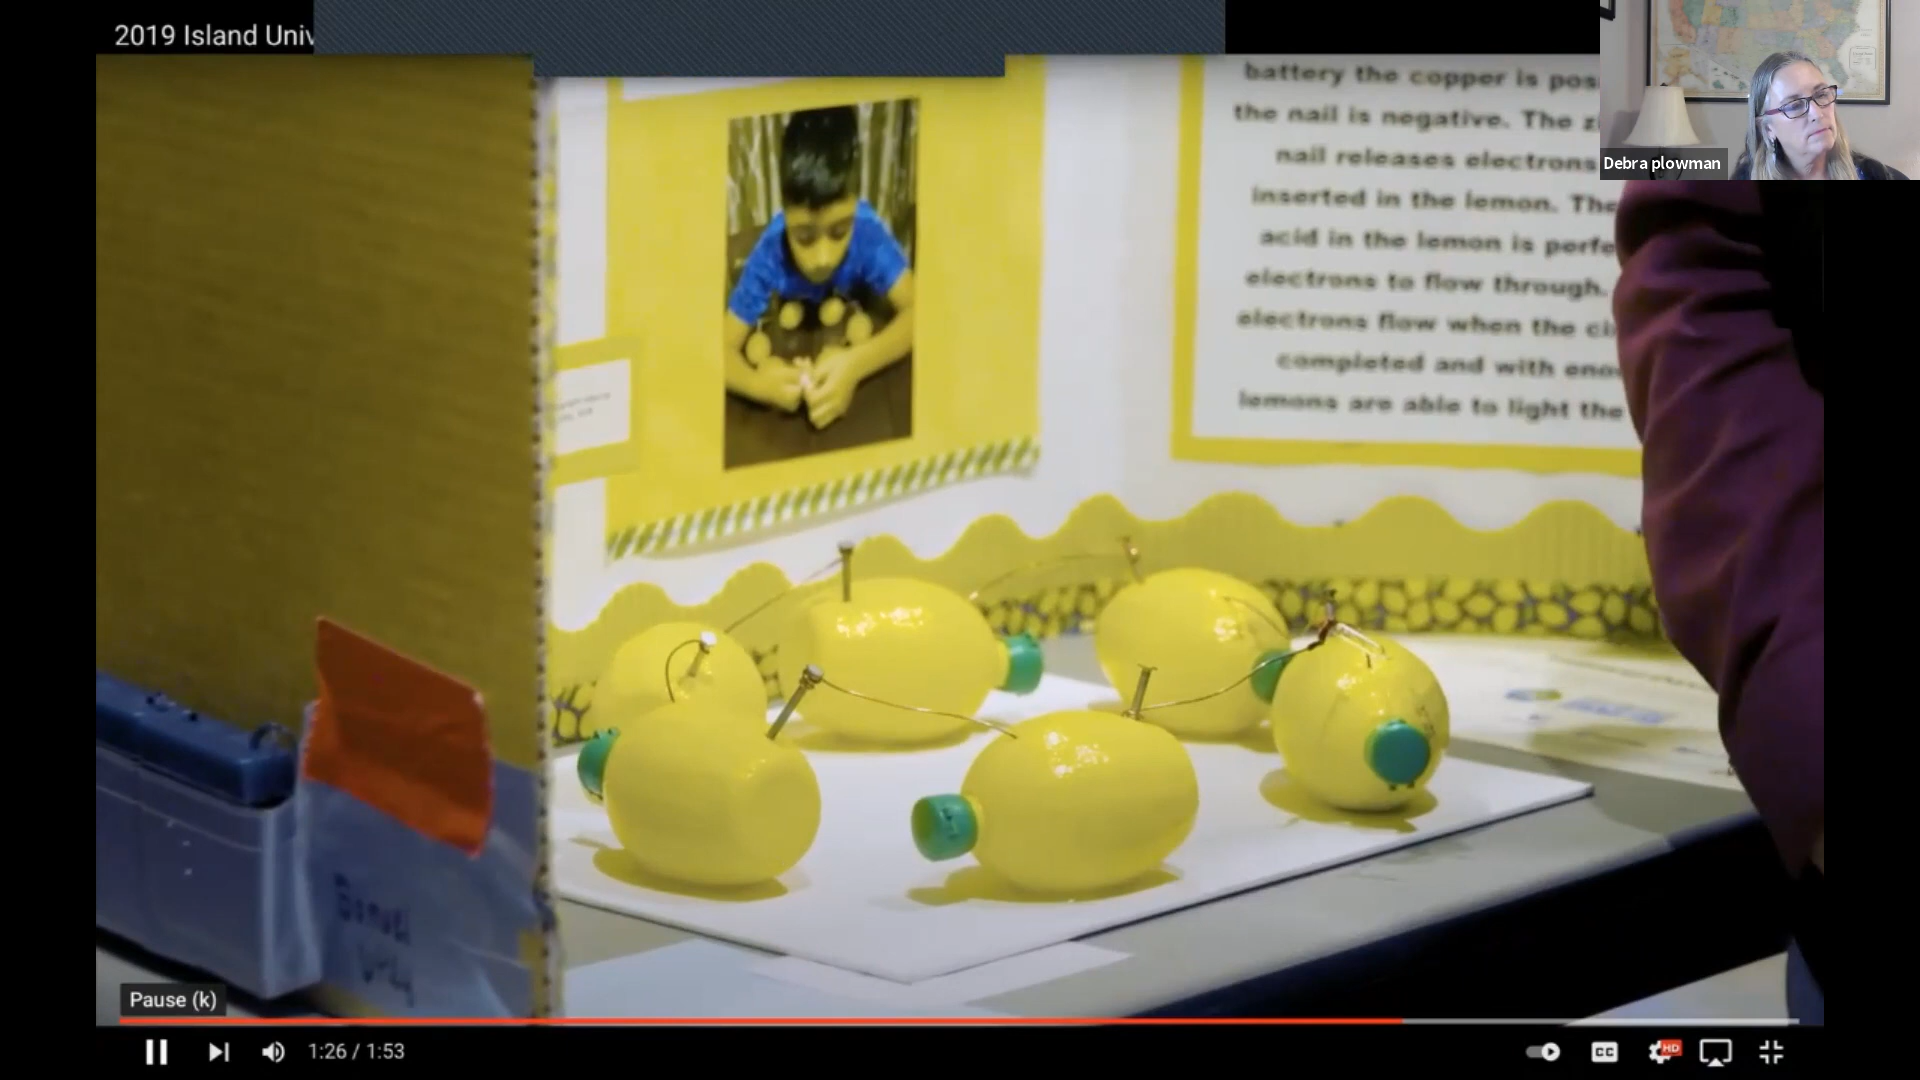 2019 Island Univ
battery the copper is pos
the nail is negative. The z
nail releases electrons
inserted in the lemon. The
acid in the lemon is perfe
electrons to flow through.
electrons flow when the ci
completed and with eno
lemons are able to light the
Debra plowman
Pause (k)
1:26 / 1:53
CC
HD